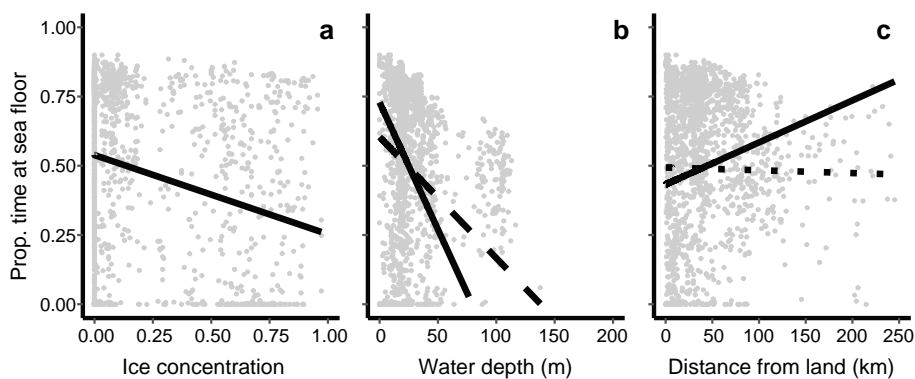 a b c
1.00
0.75
0.50
0.25
0.00
Prop. time at sea floor
0.00 0.25 0.50 0.75 1.00 0 50 100 150 200 0 50 100 150 200 250
Ice concentration Water depth (m) Distance from land (km)